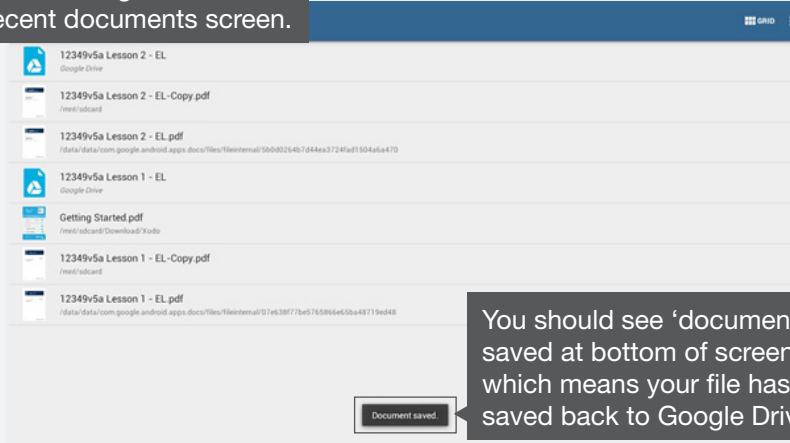 ecent documents screen.
GRID
12349v5a Lesson 2 - EL
Google Drive
12349v5a Lesson 2 - EL-Copy.pdf
/mnt/sdcard
12349v5a Lesson 2 - EL.pdf
/data/data/com.google.android.apps.docs/files/fileinternal/5b0d0264b7d44ea3724fad1504a6a470
12349v5a Lesson 1 - EL
Google Drive
Getting Started.pdf
/mnt/sdcard/Download/Xodo
12349v5a Lesson 1 - EL-Copy.pdf
/mnt/sdcard
12349v5a Lesson 1 - EL.pdf
/data/data/com.google.android.apps.docs/files/fileinternal/07e638f77be5765866e65ba48719ed48
You should see ‘documen
saved at bottom of screen
which means your file has
saved back to Google Driv
Document saved.